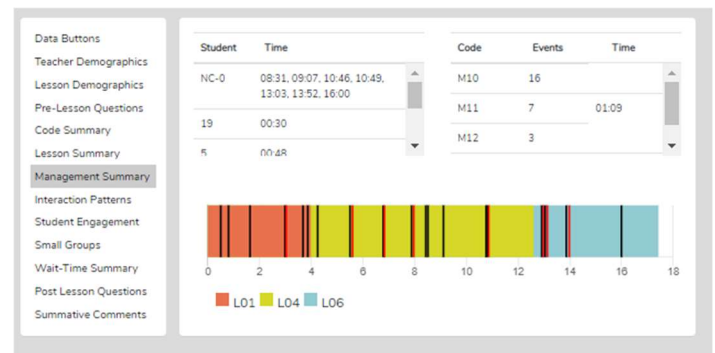 Data Buttons
Teacher Demographics
Lesson Demographics
Pre-Lesson Questions
Code Summary
Lesson Summary
Management Summary
Interaction Patterns
Student Engagement
Small Groups
Wait-Time Summary
Post Lesson Questions
Summative Comments
Student Time
NC-0 08:31, 09:07, 10:46, 10:49,
13:03, 13:52, 16:00
19 00:30
5 00:48
Code Events Time
M10 16
M11 7 01:09
M12 3
0 2 4 6 8 10 12 14 16 18
L01 L04 L06